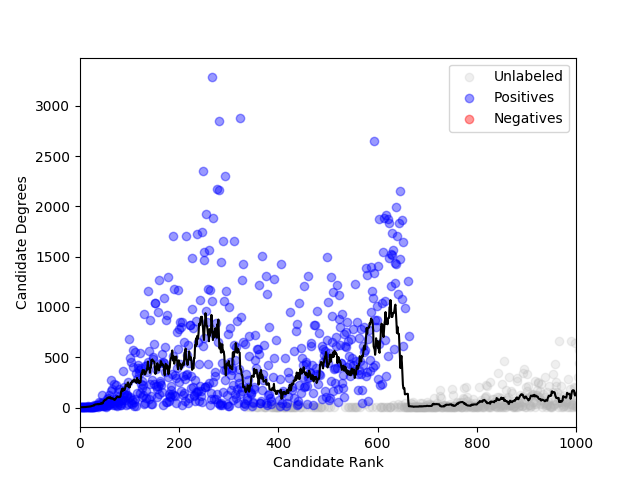 Unlabeled
Positives
Negatives
3000
2500
2000
1500
1000
500
0
Candidate Degrees
0 200 400 600 800 1000
Candidate Rank